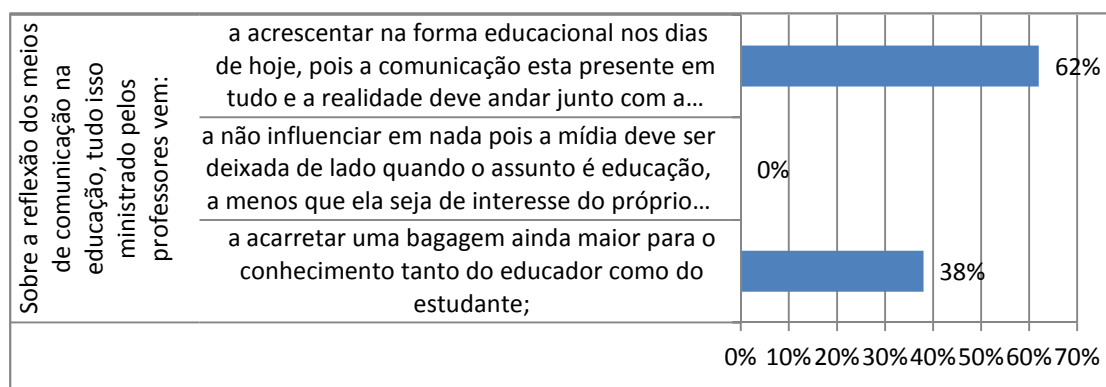 Sobre a reflexão dos meios
de comunicação na
educação, tudo isso
ministrado pelos
professores vem:
a acrescentar na forma educacional nos dias
de hoje, pois a comunicação esta presente em
tudo e a realidade deve andar junto com a...
62%
a não influenciar em nada pois a mídia deve ser
deixada de lado quando o assunto é educação,
a menos que ela seja de interesse do próprio...
0%
a acarretar uma bagagem ainda maior para o
conhecimento tanto do educador como do
estudante;
38%
0% 10% 20% 30% 40% 50% 60% 70%